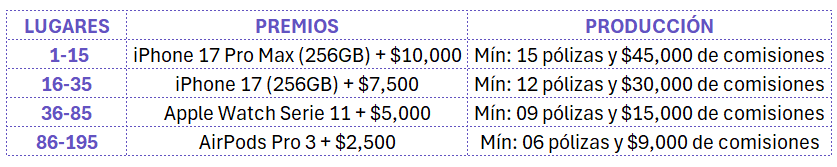 LUGARES PREMIOS PRODUCCIÓN
1-15 iPhone 17 Pro Max (256GB) + $10,000 Mín: 15 pólizas y $45,000 de comisiones
16-35 iPhone 17 (256GB) + $7,500 Mín: 12 pólizas y $30,000 de comisiones
36-85 Apple Watch Serie 11 + $5,000 Mín: 09 pólizas y $15,000 de comisiones
86-195 AirPods Pro 3 + $2,500 Mín: 06 pólizas y $9,000 de comisiones